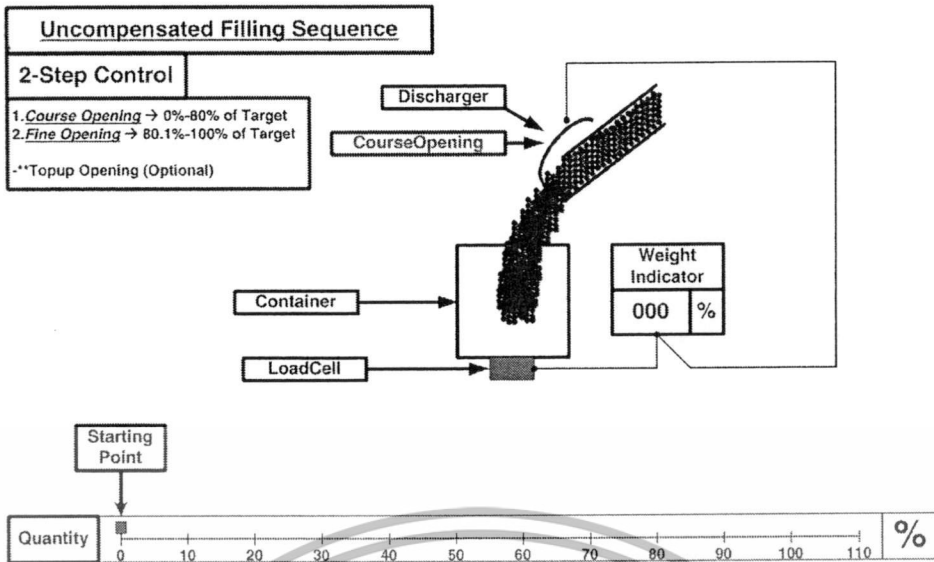 Uncompensated Filling Sequence
2-Step Control
1.Course Opening → 0%-80% of Target
2.Fine Opening → 80.1%-100% of Target
-**Topup Opening (Optional)
Discharger
CourseOpening
Container
LoadCell
Weight
Indicator
000 %
Starting
Point
Quantity
0 10 20 30 40 50 60 70 80 90 100 110
%